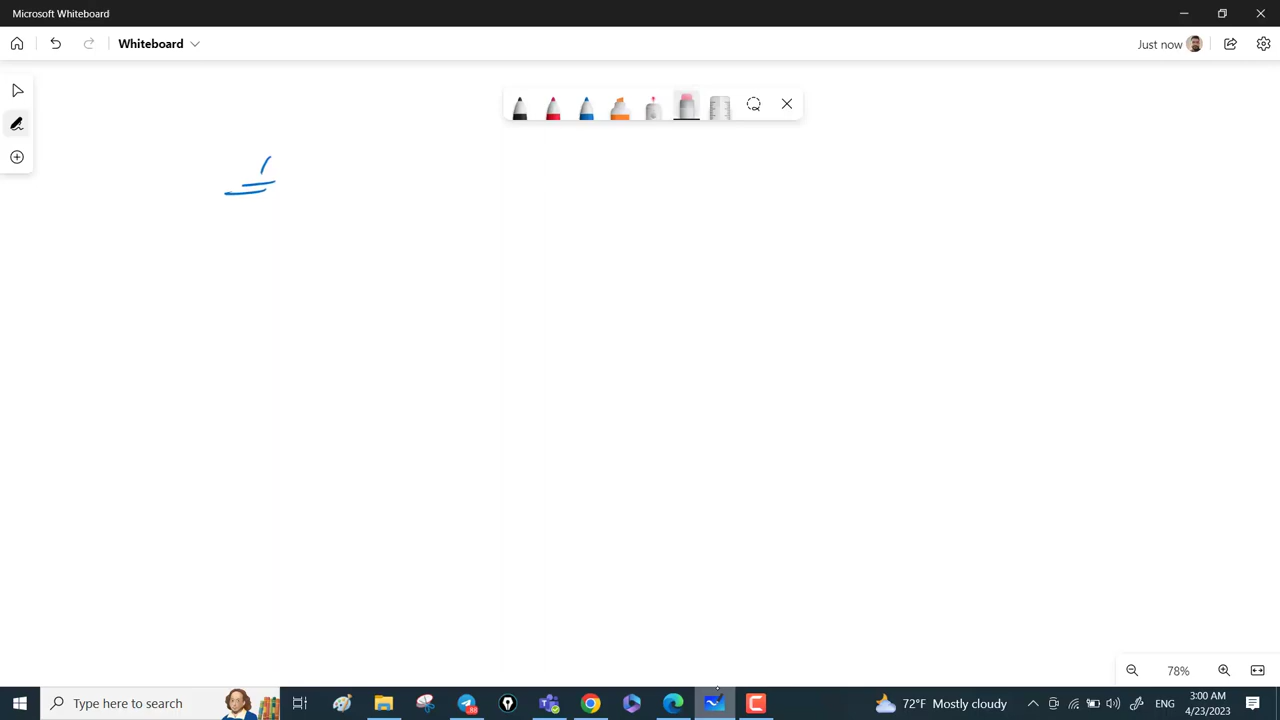 Microsoft Whiteboard
Whiteboard
Just now
78%
Type here to search
81
72°F Mostly cloudy
ENG
3:00 AM
4/23/2023